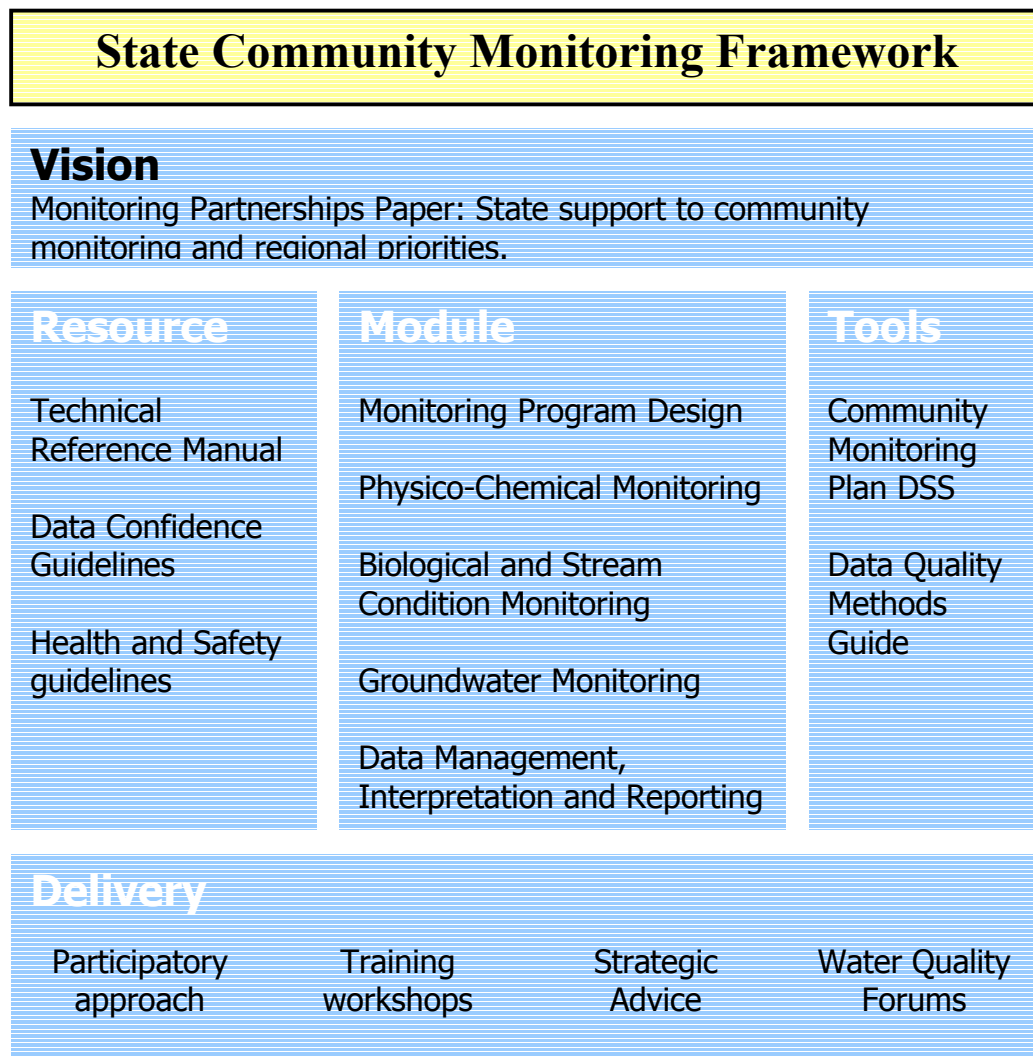 State Community Monitoring Framework
Vision
Monitoring Partnerships Paper: State support to community
monitoring and regional priorities.
Resource
Technical
Reference Manual
Data Confidence
Guidelines
Health and Safety
guidelines
Module
Monitoring Program Design
Physico-Chemical Monitoring
Biological and Stream
Condition Monitoring
Groundwater Monitoring
Data Management,
Interpretation and Reporting
Tools
Community
Monitoring
Plan DSS
Data Quality
Methods
Guide
Delivery
Participatory
approach
Training
workshops
Strategic
Advice
Water Quality
Forums